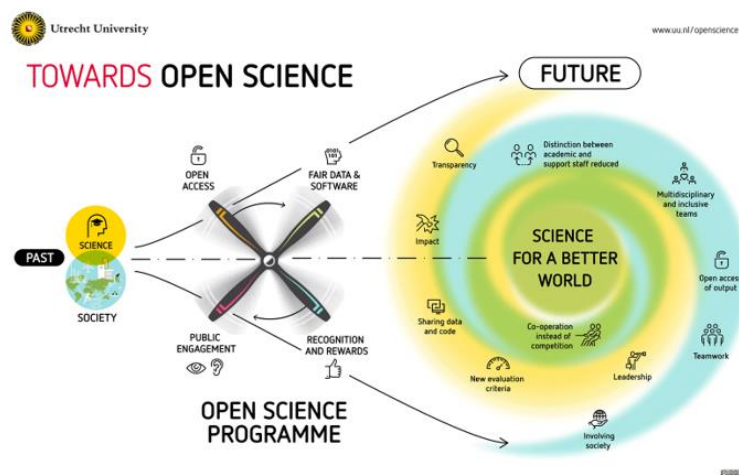 Utrecht University
www.uu.nl/openscience
TOWARDS OPEN SCIENCE
FUTURE
OPEN
ACCESS
0101
101
FAIR DATA &
SOFTWARE
PAST
SCIENCE
SOCIETY
PUBLIC
ENGAGEMENT
RECOGNITION
AND REWARDS
OPEN SCIENCE
PROGRAMME
Transparency
Distinction between
academic and
support staff reduced
Multidisciplinary
and inclusive
teams
Impact
SCIENCE
FOR A BETTER
WORLD
Open access
of output
Sharing data
and code
Co-operation
instead of
competition
Teamwork
New evaluation
criteria
Leadership
Involving
society